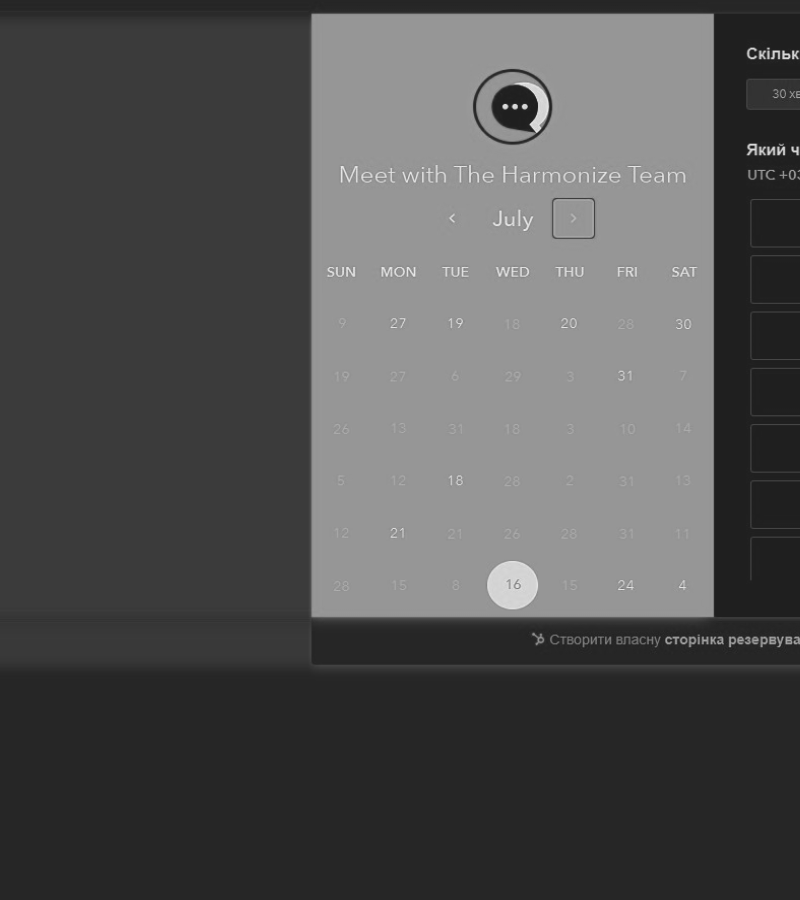 Meet with The Harmonize Team
July
SUN MON TUE WED THU FRI SAT
9 27 19 18 20 28 30
19 27 6 29 3 31 7
26 13 31 18 3 10 14
5 12 18 28 2 31 13
12 21 21 26 28 31 11
28 15 8 16 15 24 4
Скільк
30 хв
Який ч
UTC +03
Створити власну сторінка резервува